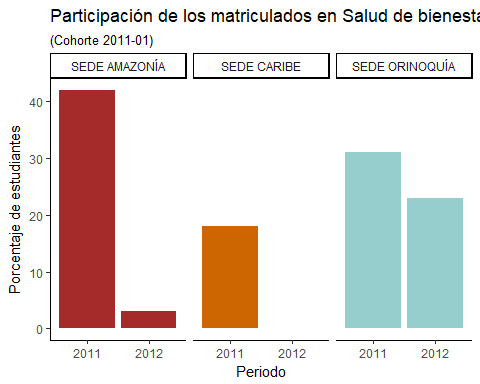 Participación de los matriculados en Salud de
(Cohorte 2011-01)
SEDE AMAZONÍA SEDE CARIBE SEDE ORINOQUÍA
Porcentaje de estudiantes
40
30
20
10
0
2011 2012 2011 2012 2011 2012
Periodo